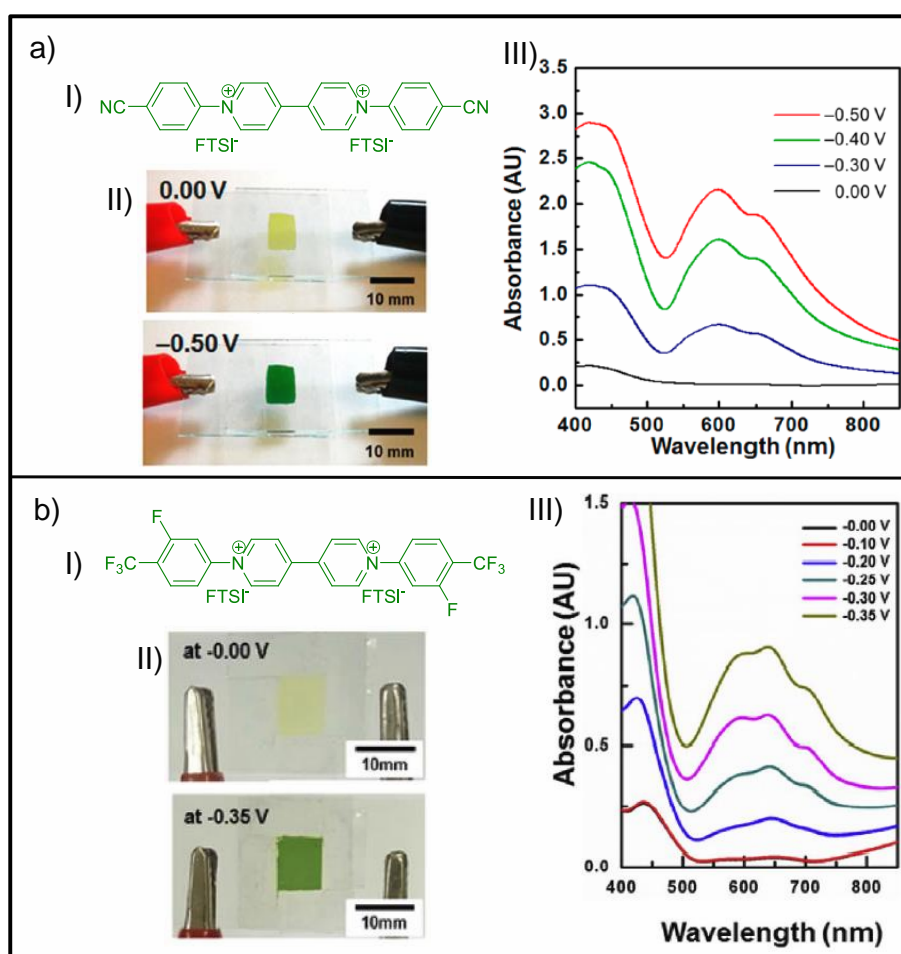 a)
I)
NC
N
+
+
N
CN
FTSI-
FTSI-
II)
0.00 V
10 mm
–0.50 V
10 mm
III)
Absorbance (AU)
3.5
3.0
2.5
2.0
1.5
1.0
0.5
0.0
–0.50 V
–0.40 V
–0.30 V
0.00 V
400 500 600 700 800
Wavelength (nm)
b)
I)
F
CF3
N
+
+
N
CF3
F
FTSI-
FTSI-
II)
at -0.00 V
10mm
at -0.35 V
10mm
III)
Absorbance (AU)
1.5
1.0
0.5
0.0
-0.00 V
-0.10 V
-0.20 V
-0.25 V
-0.30 V
-0.35 V
400 500 600 700 800
Wavelength (nm)